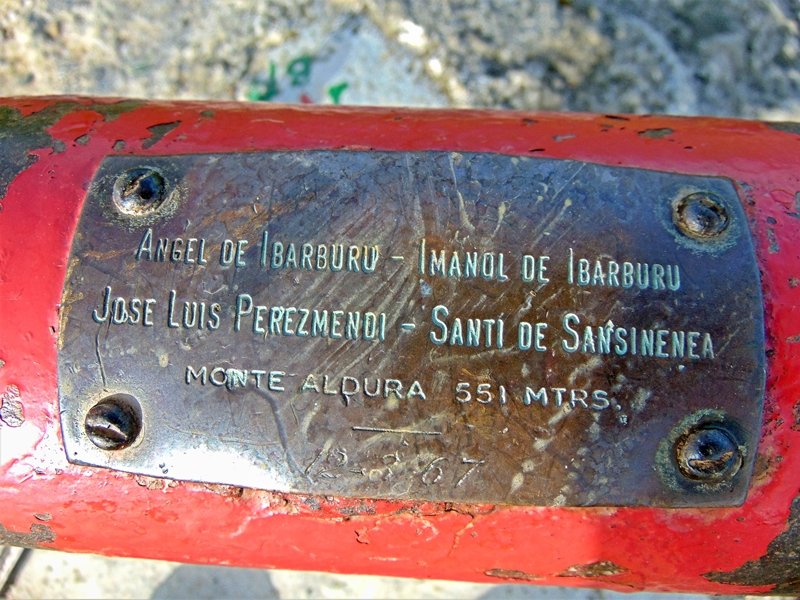 ANGEL DE IBARBURU - IMANOL DE IBARBURU
JOSE LUIS PEREZMENDI - SANTI DE SANSINENEA
MONTE ALDURA 551 MTRS.